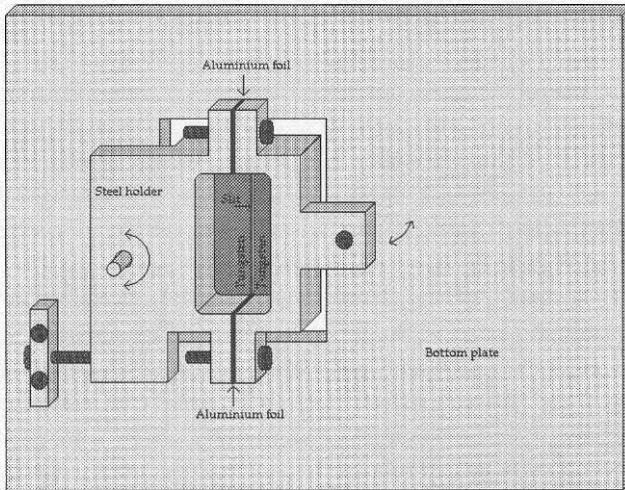 Aluminium foil
Steel holder
Slit
Tungsten
Tungsten
Bottom plate
Aluminium foil